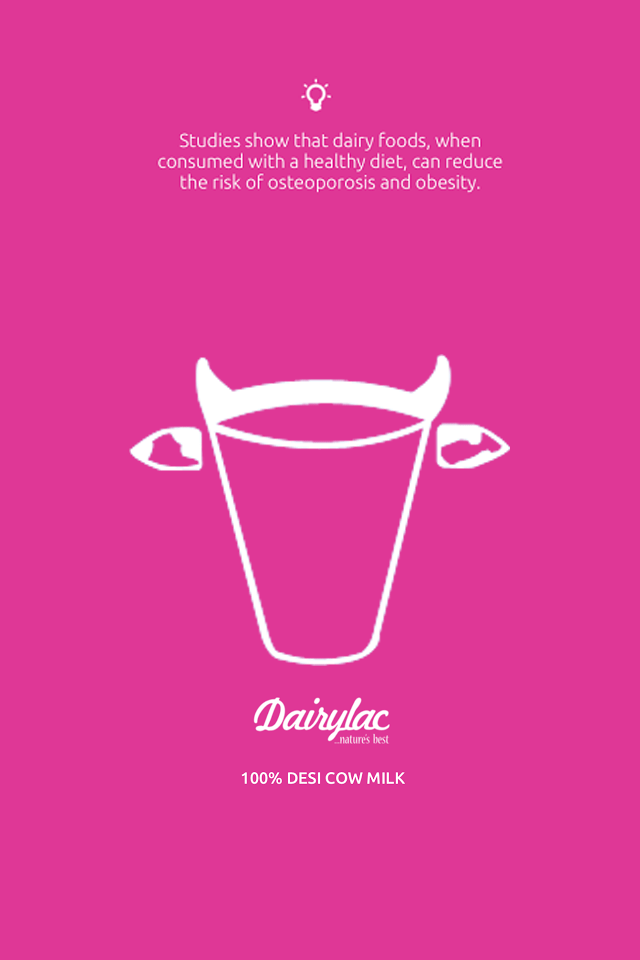 Studies show that dairy foods, when
consumed with a healthy diet, can reduce
the risk of osteoporosis and obesity.
Dairylac
...nature's best
100% DESI COW MILK